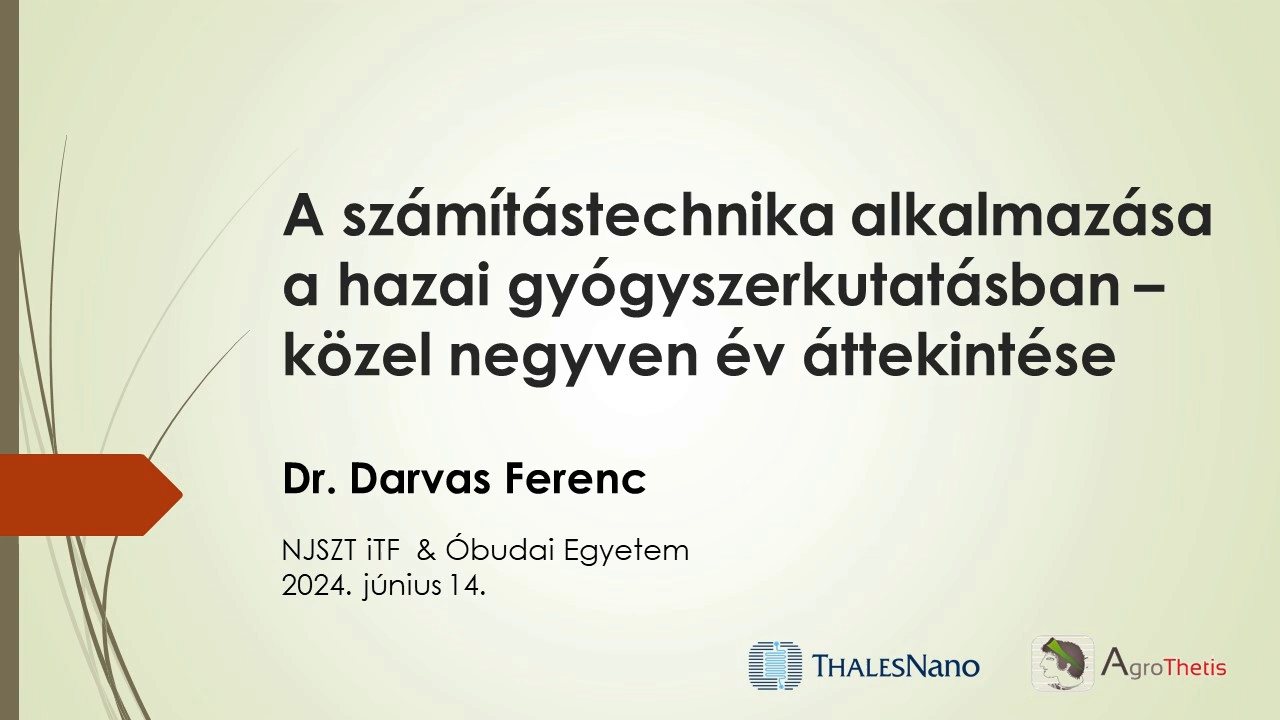 A számítástechnika alkalmazása
a hazai gyógyszerkutatásban –
közel negyven év áttekintése
Dr. Darvas Ferenc
NJSZT iTF & Óbudai Egyetem
2024. június 14.
THALESNANO
AgroThetis